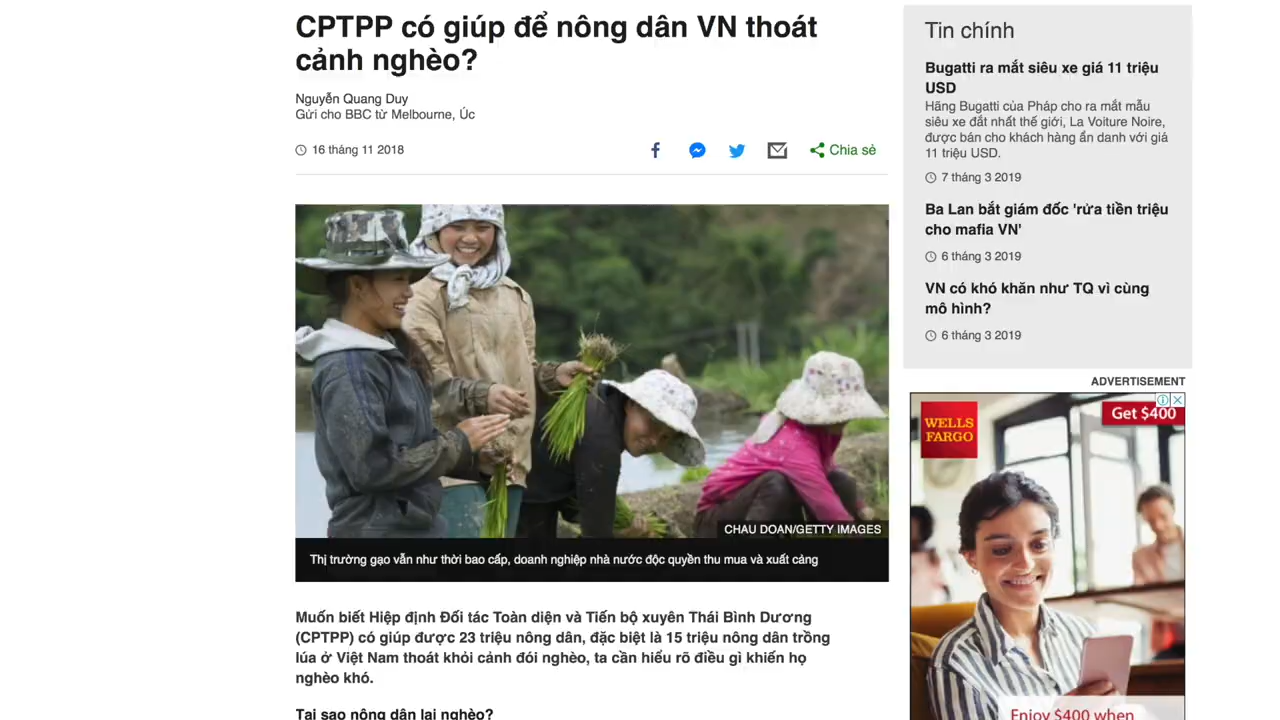 CPTPP có giúp để nông dân VN thoát
cảnh nghèo?
Nguyễn Quang Duy
Gửi cho BBC từ Melbourne, Úc
16 tháng 11 2018
Chia sẻ
CHAU DOAN/GETTY IMAGES
Thị trường gạo vẫn như thời bao cấp, doanh nghiệp nhà nước độc quyền thu mua và xuất cảng
Muốn biết Hiệp định Đối tác Toàn diện và Tiến bộ xuyên Thái Bình Dương
(CPTPP) có giúp được 23 triệu nông dân, đặc biệt là 15 triệu nông dân trồng
lúa ở Việt Nam thoát khỏi cảnh đói nghèo, ta cần hiểu rõ điều gì khiến họ
nghèo khó.
Tại sao nông dân lại nghèo?
Tin chính
Bugatti ra mắt siêu xe giá 11 triệu
USD
Hãng Bugatti của Pháp cho ra mắt mẫu
siêu xe đắt nhất thế giới, La Voiture Noire,
được bán cho khách hàng ẩn danh với giá
11 triệu USD.
7 tháng 3 2019
Ba Lan bắt giám đốc 'rửa tiền triệu
cho mafia VN'
6 tháng 3 2019
VN có khó khăn như TQ vì cùng
mô hình?
6 tháng 3 2019
ADVERTISEMENT
WELLS
FARGO
Get $400
Enjoy $400 when